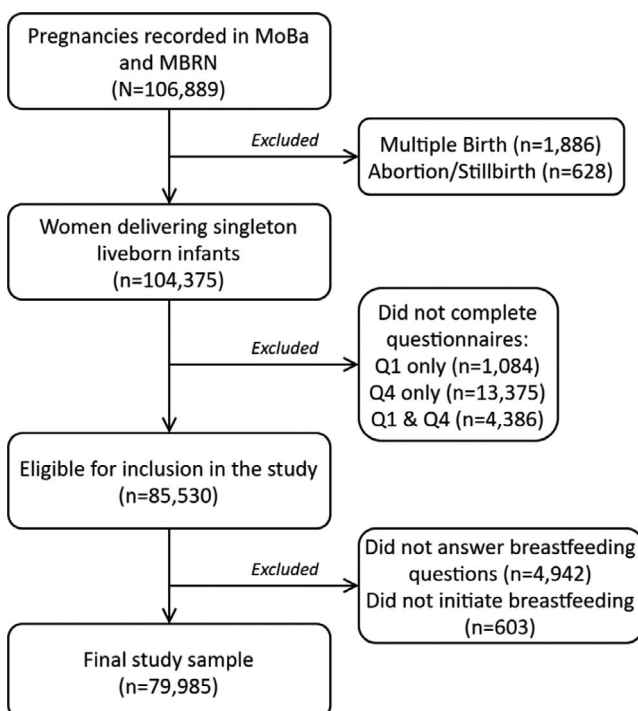 Pregnancies recorded in MoBa
and MBRN
(N=106,889)
Excluded
Multiple Birth (n=1,886)
Abortion/Stillbirth (n=628)
Women delivering singleton
liveborn infants
(n=104,375)
Excluded
Did not complete
questionnaires:
Q1 only (n=1,084)
Q4 only (n=13,375)
Q1 & Q4 (n=4,386)
Eligible for inclusion in the study
(n=85,530)
Excluded
Did not answer breastfeeding
questions (n=4,942)
Did not initiate breastfeeding
(n=603)
Final study sample
(n=79,985)